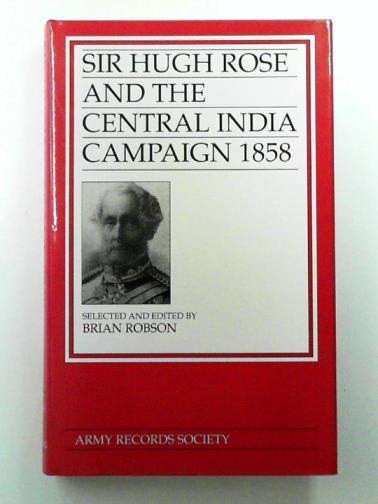 SIR HUGH ROSE
AND THE
CENTRAL INDIA
CAMPAIGN 1858
SELECTED AND EDITED BY
BRIAN ROBSON
ARMY RECORDS SOCIETY